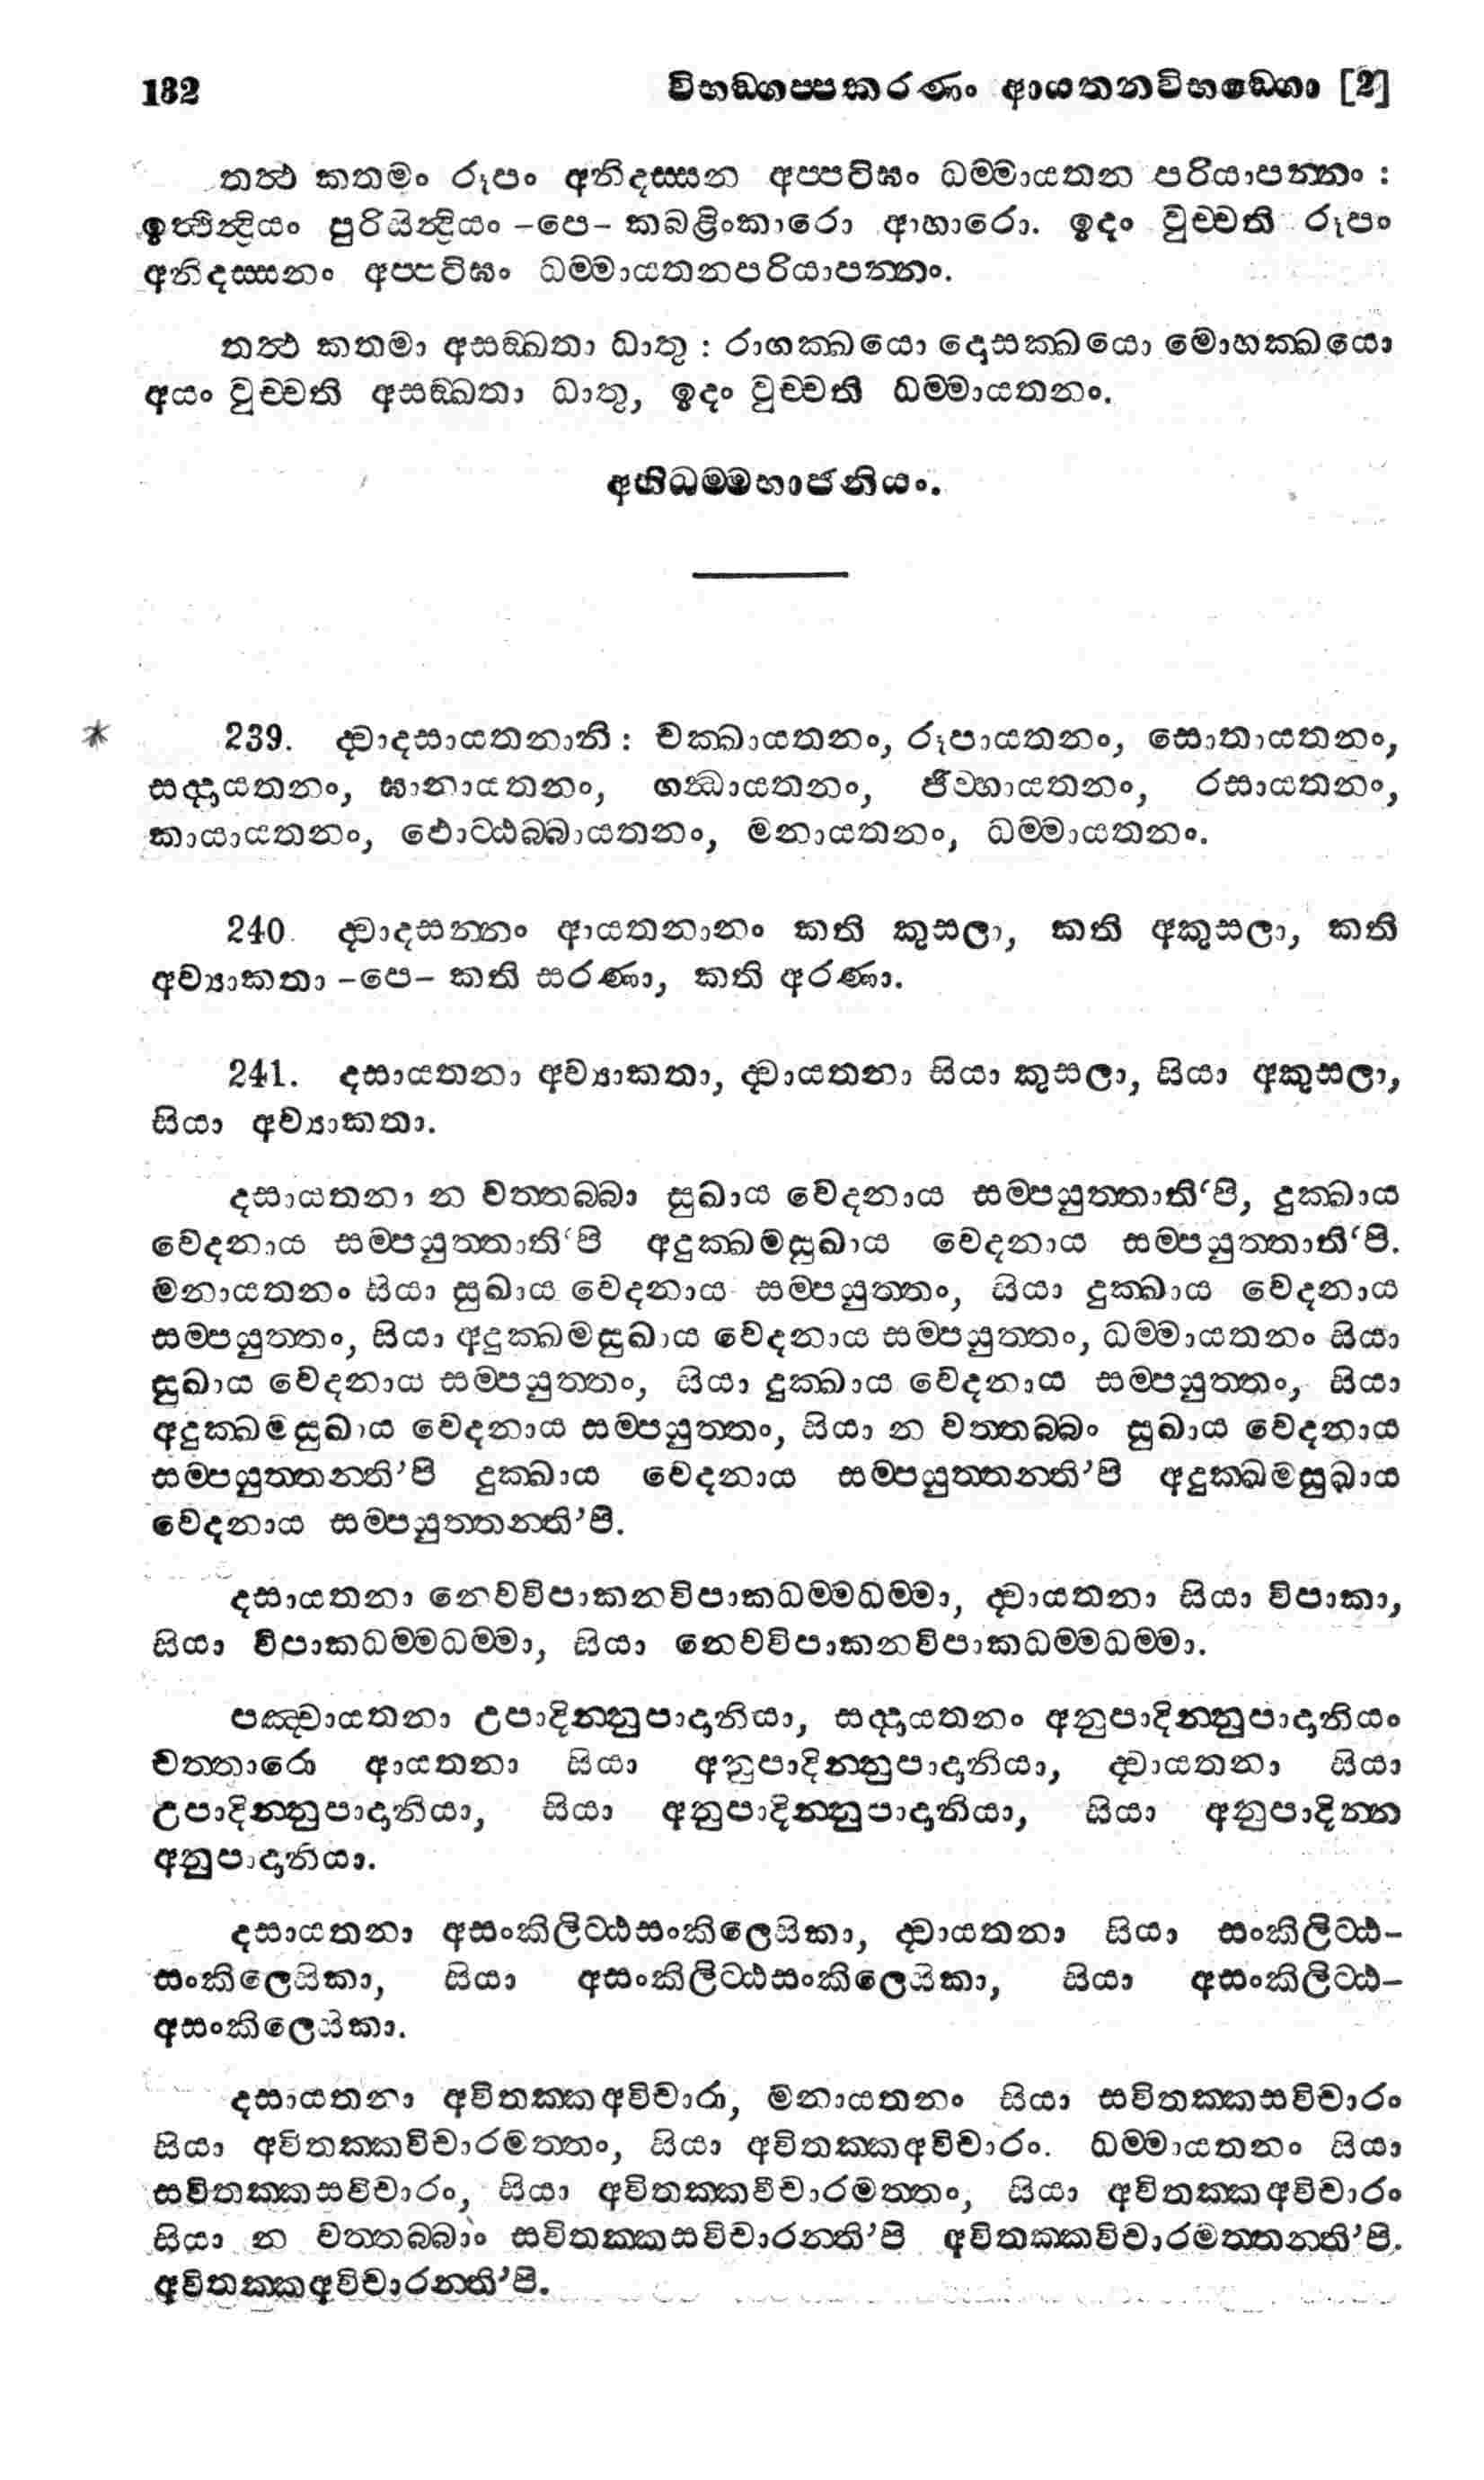 132 විභඞ්ගප්පකරණං ආයතනවිභඞ්ගො [2]
තත්ථ කතමං රූපං අනිදස්සන අප්පටිඝං ධම්මායතන පරියාපන්නං :
ඉත්ථින්ද්‍රියං පුරියින්ද්‍රියං -පෙ- කබළිංකාරො ආහාරො. ඉදං වුච්චති රූපං
අනිදස්සනං අප්පටිඝං ධම්මායතනපරියාපන්නං.
තත්ථ කතමා අසඞ්ඛතා ධාතු : රාගක්ඛයො දොසක්ඛයො මොහක්ඛයො
අයං වුච්චති අසඞ්ඛතා ධාතු, ඉදං වුච්චති ධම්මායතනං.
අභිධම්මභාජනියං.
* 239. ද්වාදසායතනානි : චක්ඛායතනං, රූපායතනං, සොතායතනං,
සද්දායතනං, ඝානායතනං, ගන්ධායතනං, ජිව්හායතනං, රසායතනං,
කායායතනං, ඵොට්ඨබ්බායතනං, මනායතනං, ධම්මායතනං.
240. ද්වාදසන්නං ආයතනානං කති කුසලා, කති අකුසලා, කති
අව්‍යාකතා -පෙ- කති සරණා, කති අරණා.
241. දසායතනා අව්‍යාකතා, ද්වායතනා සියා කුසලා, සියා අකුසලා,
සියා අව්‍යාකතා.
දසායතනා න වත්තබ්බා සුඛාය වේදනාය සම්පයුත්තාති‘පි, දුක්ඛාය
වේදනාය සම්පයුත්තාති‘පි අදුක්ඛමසුඛාය වෙදනාය සම්පයුත්තාති‘පි.
මනායතනං සියා සුඛාය වෙදනාය සම්පයුත්තං, සියා දුක්ඛාය වේදනාය
සම්පයුත්තං, සියා අදුක්ඛමසුඛාය වේදනාය සම්පයුත්තං, ධම්මායතනං සියා
සුඛාය වේදනාය සම්පයුත්තං, සියා දුක්ඛාය වේදනාය සම්පයුත්තං, සියා
අදුක්ඛමසුඛාය වේදනාය සම්පයුත්තං, සියා න වත්තබ්බං සුඛාය වේදනාය
සම්පයුත්තන්ති’පි දුක්ඛාය වේදනාය සම්පයුත්තන්ති’පි අදුක්ඛමසුඛාය
වේදනාය සම්පයුත්තන්ති’පි.
දසායතනා නෙවවිපාකනවිපාකධම්මධම්මා, ද්වායතනා සියා විපාකා,
සියා විපාකධම්මධම්මා, සියා නෙවවිපාකනවිපාකධම්මධම්මා.
පඤ්චායතනා උපාදින්නුපාදානියා, සද්දායතනං අනුපාදින්නුපාදානියං
චත්තාරො ආයතනා සියා අනුපාදින්නුපාදානියා, ද්වායතනා සියා
උපාදින්නුපාදානියා, සියා අනුපාදින්නුපාදානියා, සියා අනුපාදින්න
අනුපාදානියා.
දසායතනා අසංකිලිට්ඨසංකිලෙසිකා, ද්වායතනා සියා සංකිලිට්ඨ-
සංකිලෙසිකා, සියා අසංකිලිට්ඨසංකිලෙසිකා, සියා අසංකිලිට්ඨ-
අසංකිලෙසිකා.
දසායතනා අවිතක්කඅවිචාරා, මනායතනං සියා සවිතක්කසවිචාරං
සියා අවිතක්කවිචාරමත්තං, සියා අවිතක්කඅවිචාරං. ධම්මායතනං සියා
සවිතක්කසවිචාරං, සියා අවිතක්කවිචාරමත්තං, සියා අවිතක්කඅවිචාරං
සියා න වත්තබ්බාං සවිතක්කසවිචාරන්ති’පි අවිතක්කවිචාරමත්තන්ති’පි.
අවිතක්කඅවිචාරන්ති’පි.